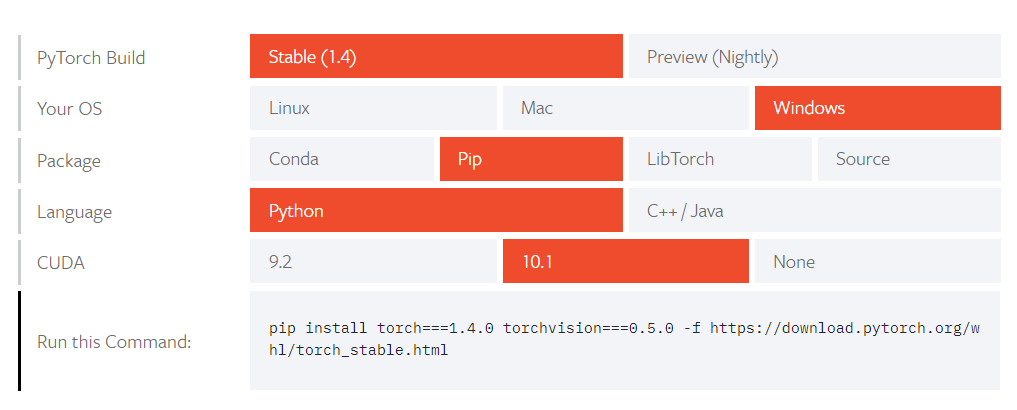 PyTorch Build
Stable (1.4)
Preview (Nightly)
Your OS
Linux
Mac
Windows
Package
Conda
Pip
LibTorch
Source
Language
Python
C++ / Java
CUDA
9.2
10.1
None
Run this Command:
pip install torch===1.4.0 torchvision===0.5.0 -f https://download.pytorch.org/w
hl/torch_stable.html